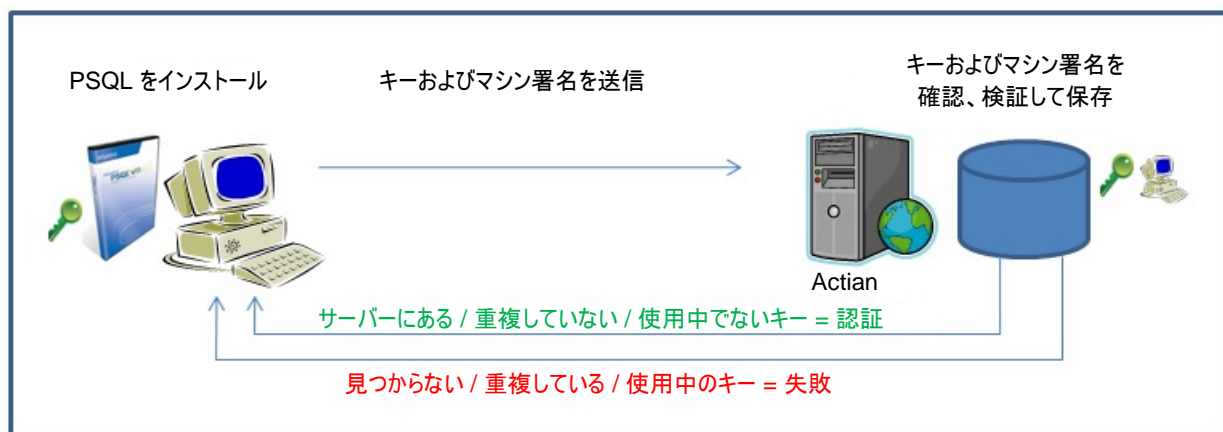 PSQL をインストール
キーおよびマシン署名を送信
キーおよびマシン署名を
確認、検証して保存
Actian
サーバーにある / 重複していない / 使用中でないキー = 認証
見つからない / 重複している / 使用中のキー = 失敗